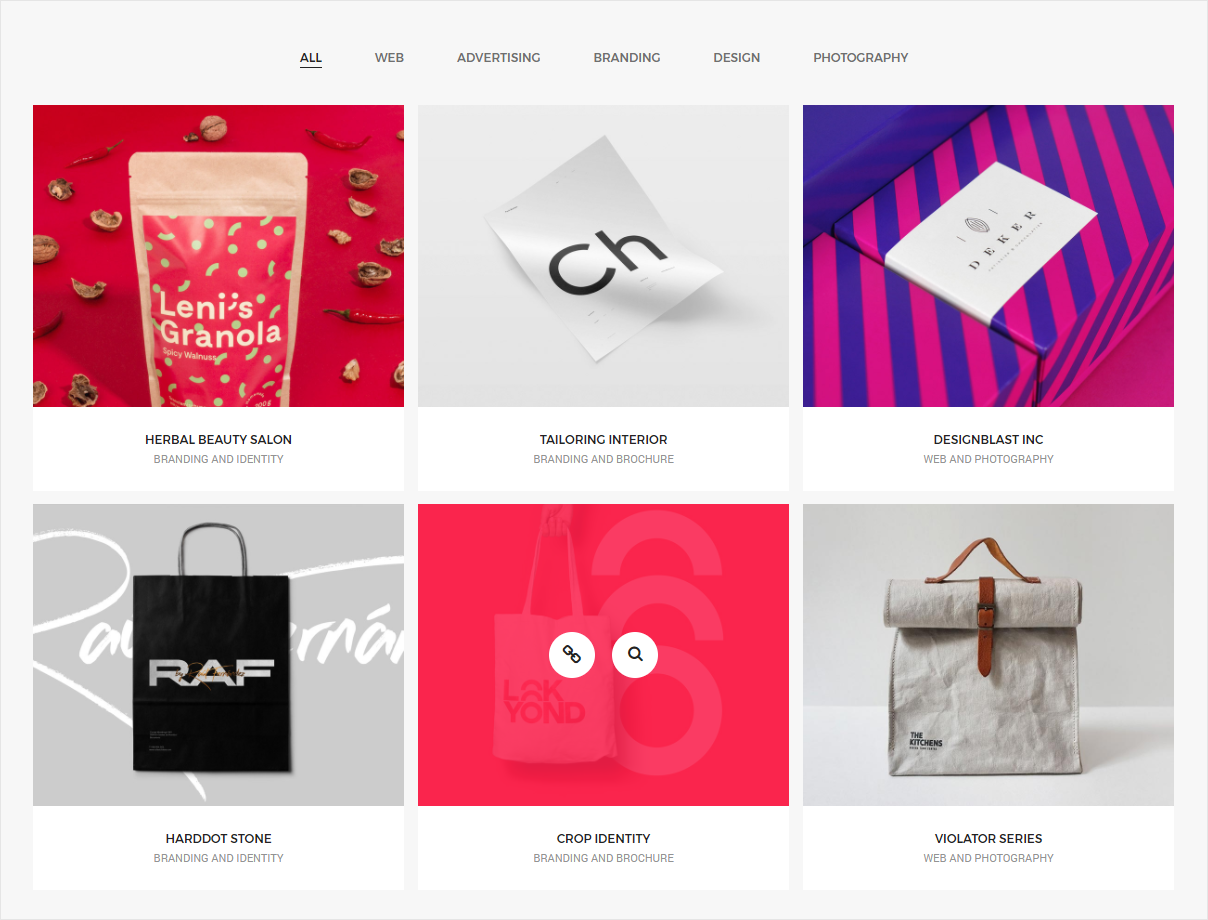 ALL WEB ADVERTISING BRANDING DESIGN PHOTOGRAPHY
Leni's
Granola
Spicy Walnuss
Ch
DEKER
HERBAL BEAUTY SALON
BRANDING AND IDENTITY
TAILORING INTERIOR
BRANDING AND BROCHURE
DESIGNBLAST INC
WEB AND PHOTOGRAPHY
RAF
YOND
THE
KITCHENS
HARDDOT STONE
BRANDING AND IDENTITY
CROP IDENTITY
BRANDING AND BROCHURE
VIOLATOR SERIES
WEB AND PHOTOGRAPHY